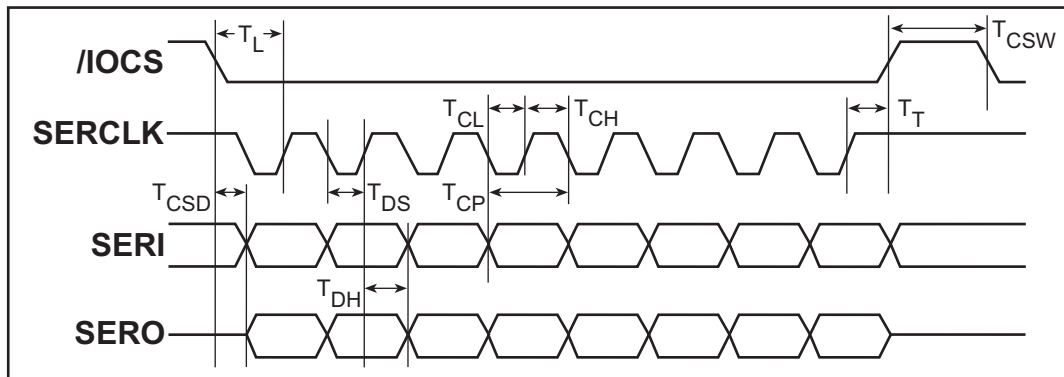 /IOCS
T_L
T_CSW
SERCLK
T_CL
T_CH
T_T
T_CSD
T_DS
T_CP
SERI
T_DH
SERO